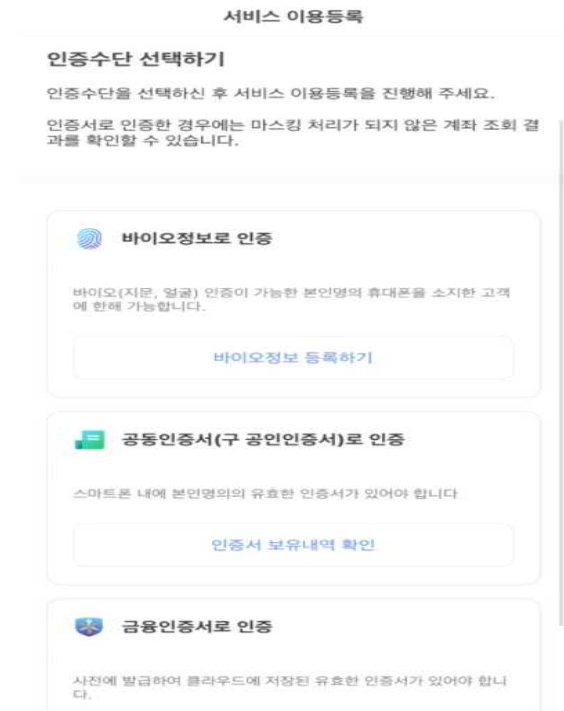 서비스 이용등록
인증수단 선택하기
인증수단을 선택하신 후 서비스 이용등록을 진행해 주세요.
인증서로 인증한 경우에는 마스킹 처리가 되지 않은 계좌 조회 결
과를 확인할 수 있습니다.
바이오정보로 인증
바이오(지문, 얼굴) 인증이 가능한 본인명의 휴대폰을 소지한 고객
에 한해 가능합니다.
바이오정보 등록하기
공동인증서(구 공인인증서)로 인증
스마트폰 내에 본인명의의 유효한 인증서가 있어야 합니다
인증서 보유내역 확인
금융인증서로 인증
사전에 발급하여 클라우드에 저장된 유효한 인증서가 있어야 합니
다.